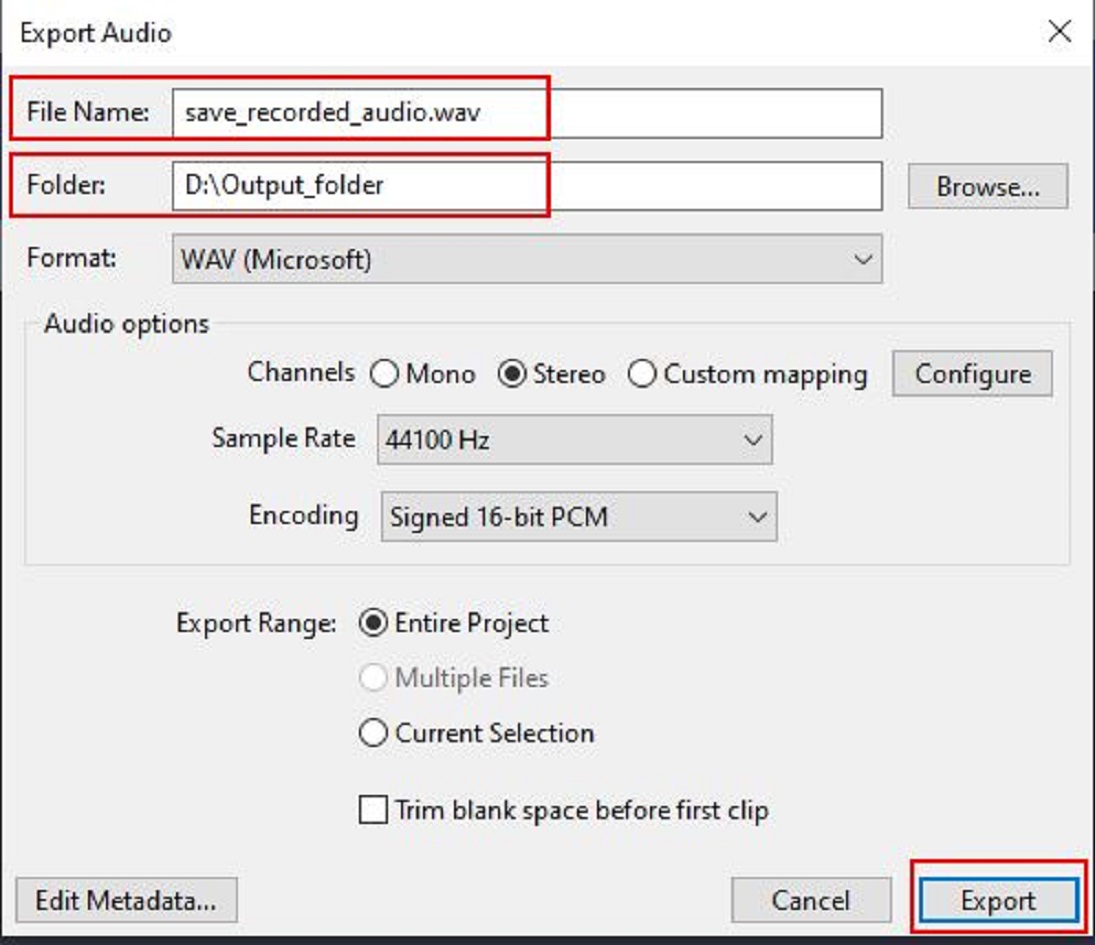 Export Audio
File Name: save_recorded_audio.wav
Folder: D:\Output_folder Browse...
Format: WAV (Microsoft)
Audio options
Channels Mono Stereo Custom mapping Configure
Sample Rate 44100 Hz
Encoding Signed 16-bit PCM
Export Range: Entire Project
Multiple Files
Current Selection
Trim blank space before first clip
Edit Metadata... Cancel Export